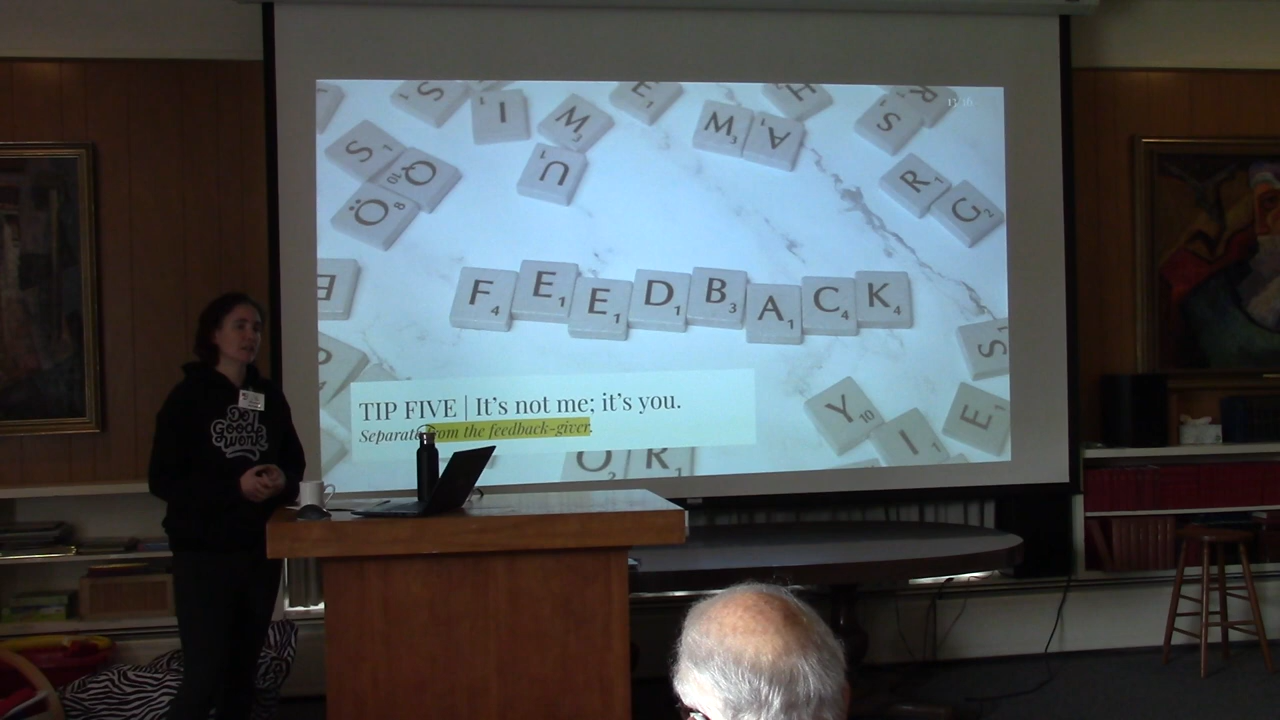 FEEDBACK
TIP FIVE | It's not me; it's you.
Separate from the feedback-giver.
Do
Good
work
S
I
M
E
H
R
S
Q
U
M
A
S
Ö
R
G
E
S
Y
I
E
O
R